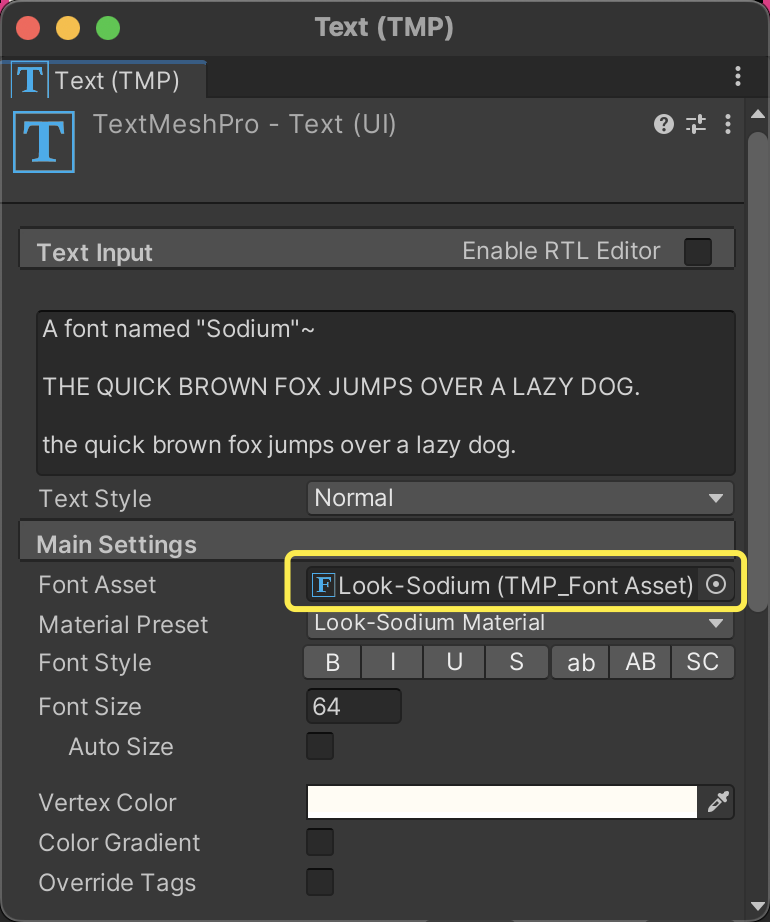 Text (TMP)
T Text (TMP)
T TextMeshPro - Text (UI)
Text Input Enable RTL Editor
A font named "Sodium"~
THE QUICK BROWN FOX JUMPS OVER A LAZY DOG.
the quick brown fox jumps over a lazy dog.
Text Style Normal
Main Settings
Font Asset F Look-Sodium (TMP_Font Asset)
Material Preset Look-Sodium Material
Font Style B I U S ab AB SC
Font Size 64
Auto Size
Vertex Color
Color Gradient
Override Tags